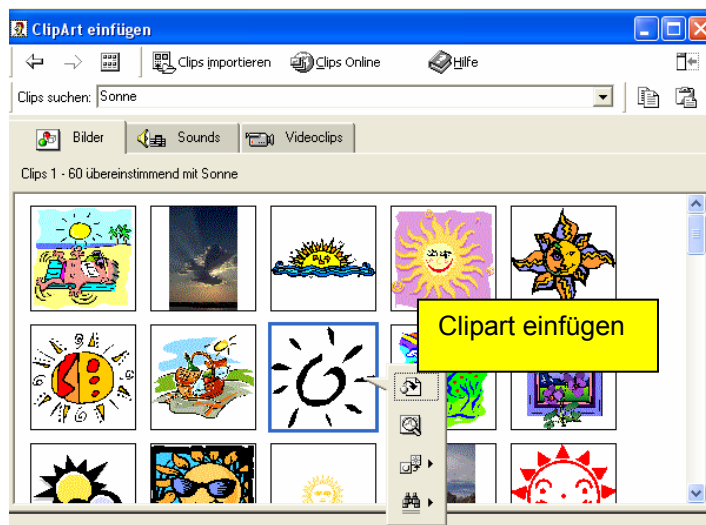 ClipArt einfügen
Clips importieren Clips Online Hilfe
Clips suchen: Sonne
Bilder Sounds Videoclips
Clips 1 - 60 übereinstimmend mit Sonne
Clipart einfügen